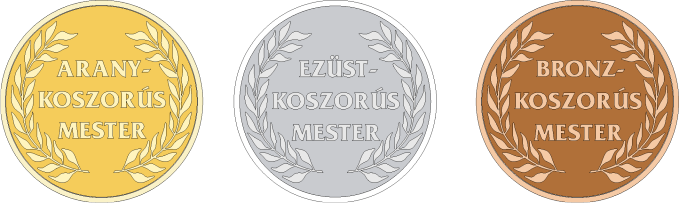 ARANY-
KOSZORÚS
MESTER
EZÜST-
KOSZORÚS
MESTER
BRONZ-
KOSZORÚS
MESTER